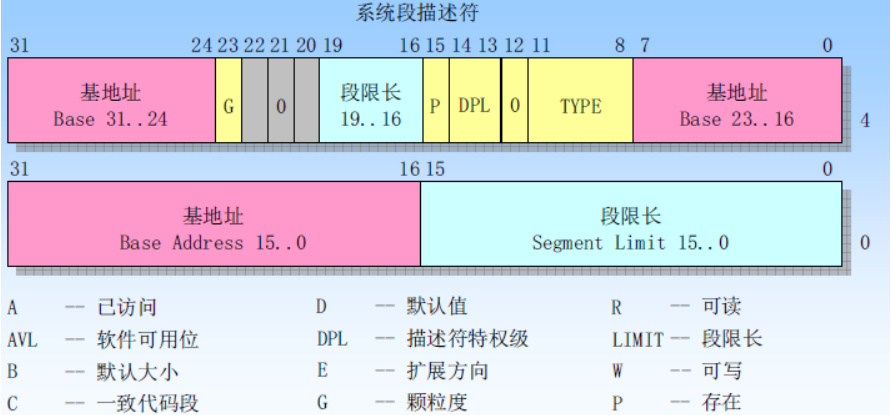 系统段描述符
31 24 23 22 21 20 19 16 15 14 13 12 11 8 7 0
基地址 段限长 基地址
Base 31..24 G 0 19..16 P DPL 0 TYPE Base 23..16 4
31 16 15 0
基地址 段限长
Base Address 15..0 Segment Limit 15..0 0
A —— 已访问 D —— 默认值 R —— 可读
AVL —— 软件可用位 DPL —— 描述符特权级 LIMIT —— 段限长
B —— 默认大小 E —— 扩展方向 W —— 可写
C —— 一致代码段 G —— 颗粒度 P —— 存在